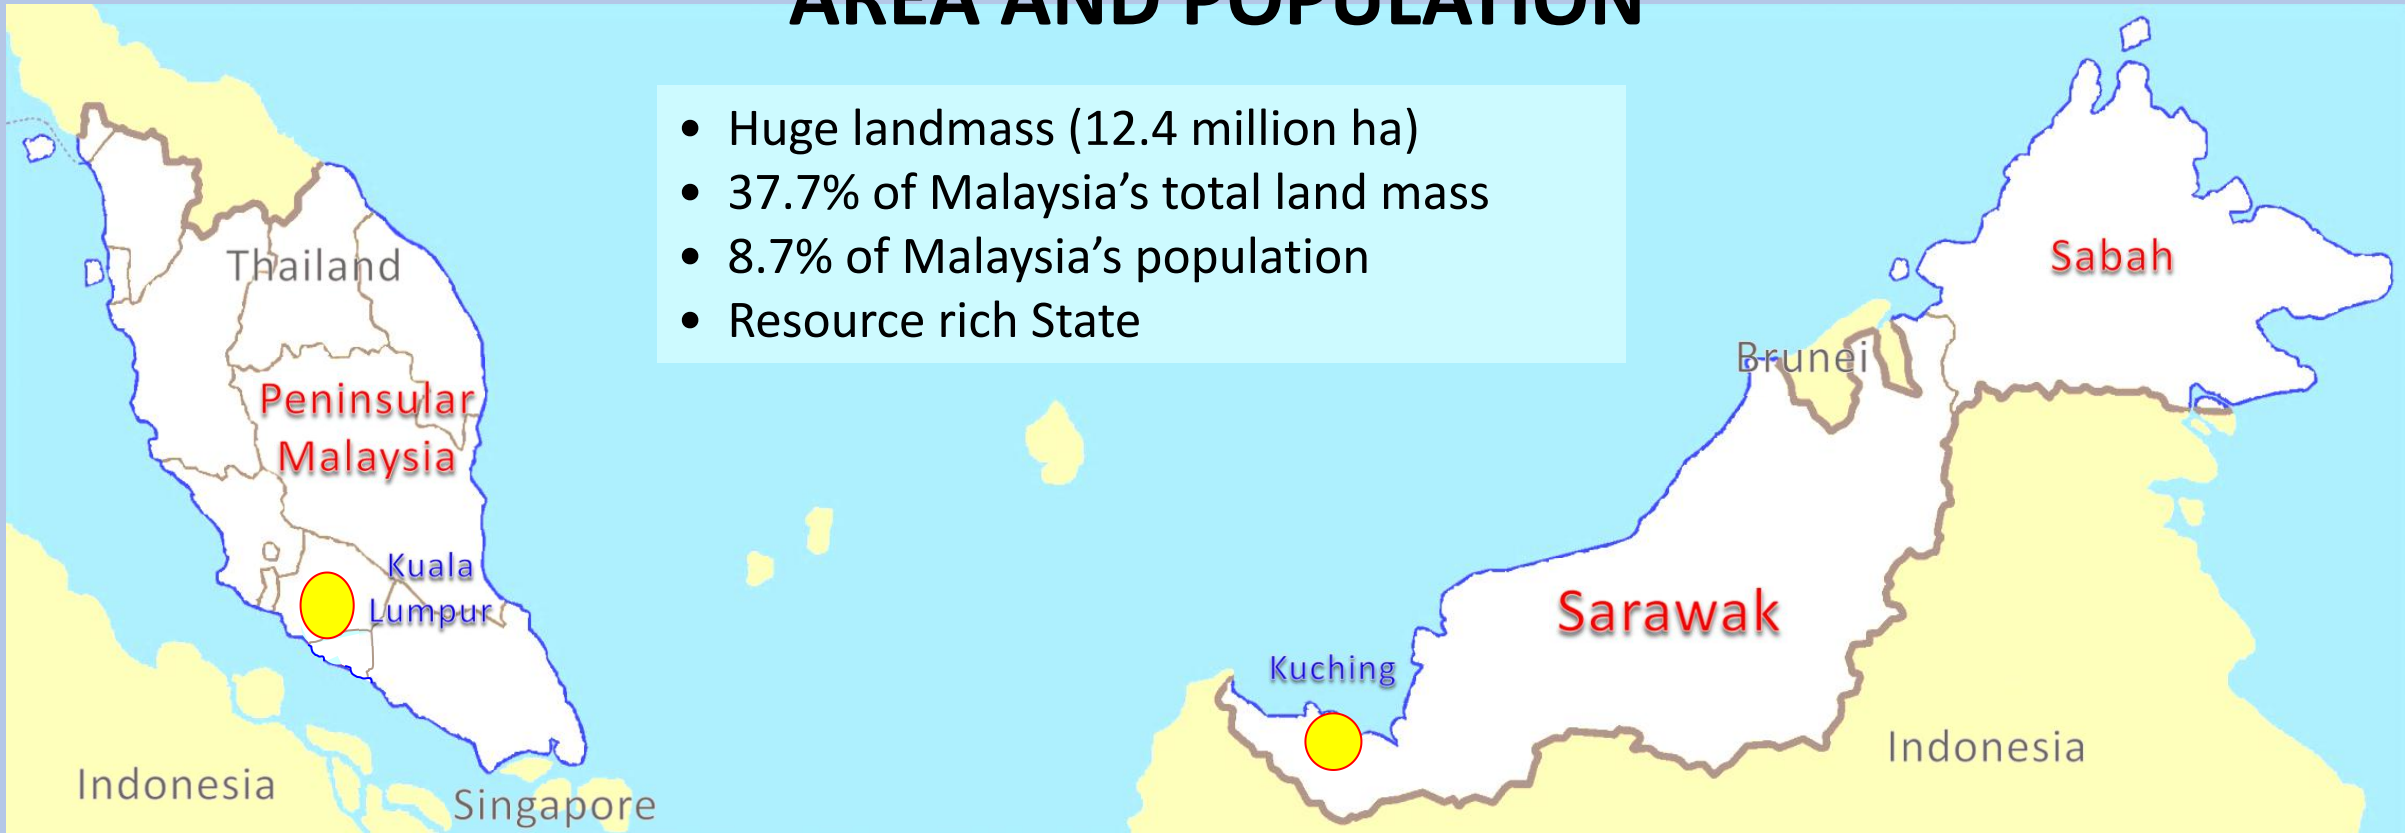 AREA AND POPULATION
• Huge landmass (12.4 million ha)
• 37.7% of Malaysia’s total land mass
• 8.7% of Malaysia’s population
• Resource rich State
Thailand
Peninsular
Malaysia
Kuala
Lumpur
Indonesia
Singapore
Sabah
Brunei
Sarawak
Kuching
Indonesia